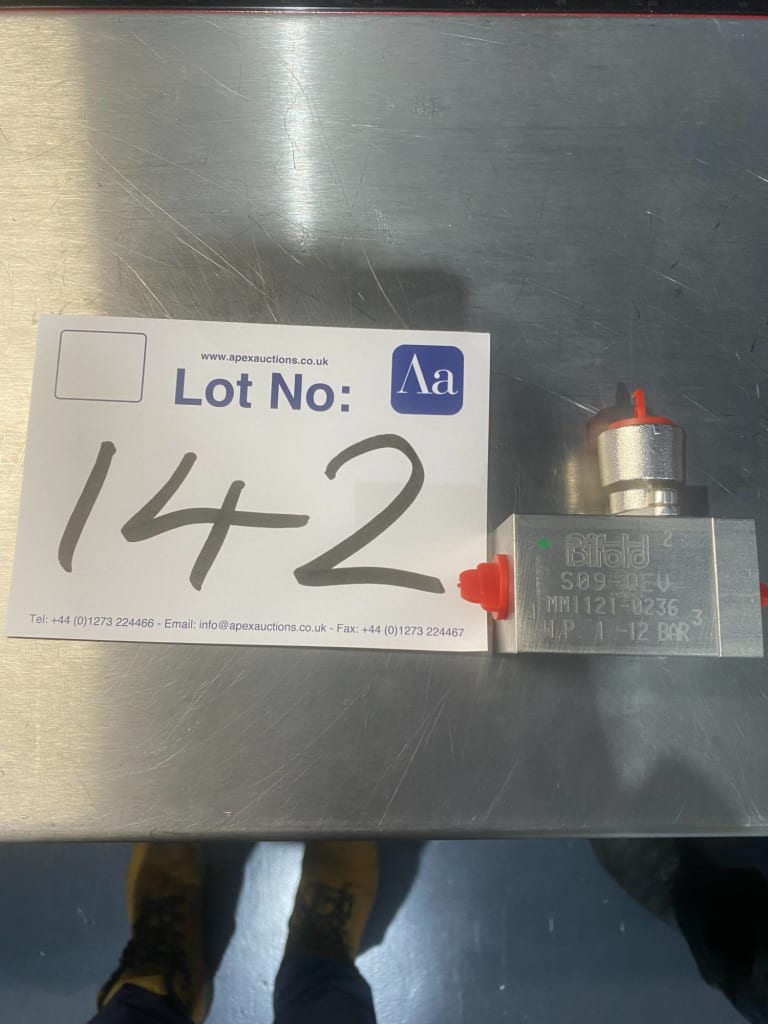 www.apexauctions.co.uk
Lot No:
Aa
142
Tel: +44 (0)1273 224466 - Email: info@apexauctions.co.uk - Fax: +44 (0)1273 224467
Bifold 2
S09-QEV
MM1121-0236
1 3
W.P. 1 -12 BAR